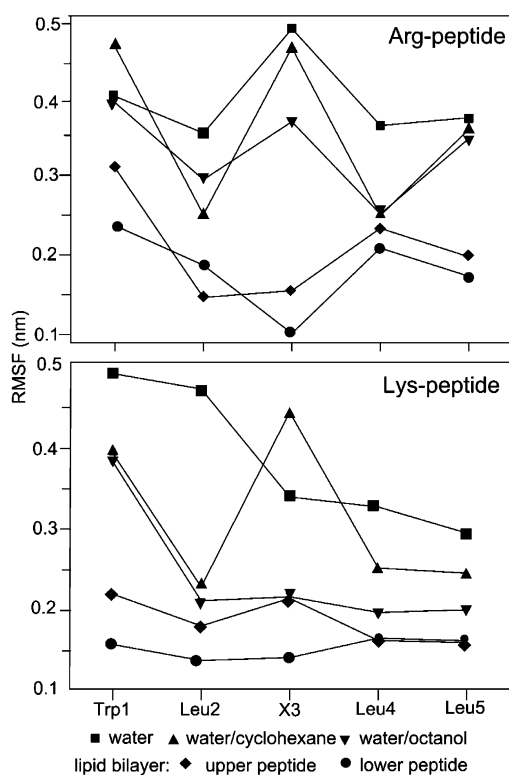 0.5
Arg-peptide
0.4
0.3
0.2
0.1
RMSF (nm)
0.5
Lys-peptide
0.4
0.3
0.2
0.1
Trp1 Leu2 X3 Leu4 Leu5
■ water ▲ water/cyclohexane ▼ water/octanol
lipid bilayer: ◆ upper peptide ● lower peptide